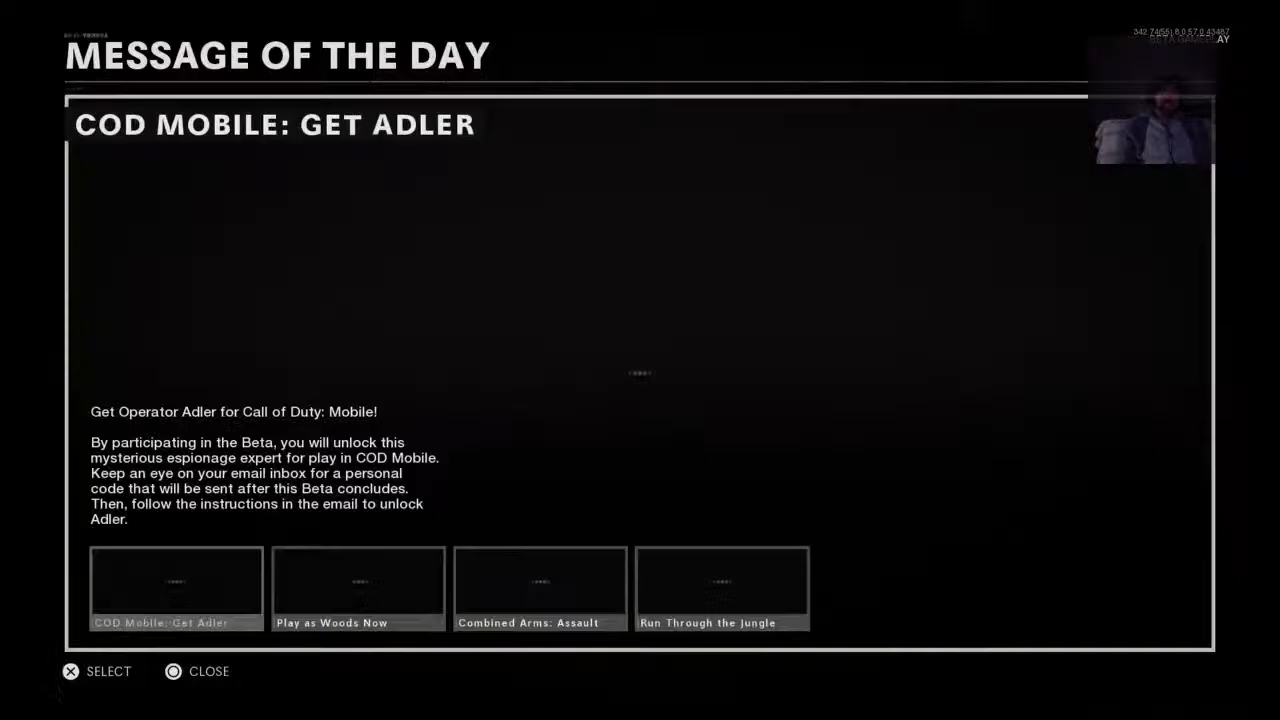 MESSAGE OF THE DAY
AY
COD MOBILE: GET ADLER
Get Operator Adler for Call of Duty: Mobile!
By participating in the Beta, you will unlock this
mysterious espionage expert for play in COD Mobile.
Keep an eye on your email inbox for a personal
code that will be sent after this Beta concludes.
Then, follow the instructions in the email to unlock
Adler.
COD Mobile: Get Adler
Play as Woods Now
Combined Arms: Assault
Run Through the Jungle
SELECT
CLOSE